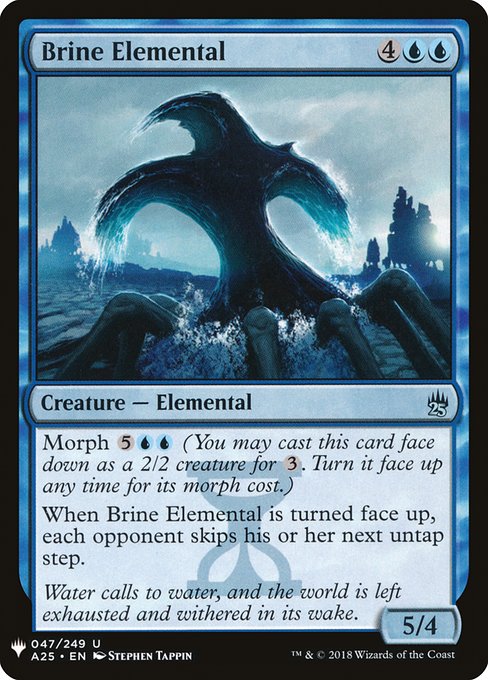 Brine Elemental 4
Creature — Elemental
25
Morph 5 (You may cast this card face
down as a 2/2 creature for 3. Turn it face up
any time for its morph cost.)
When Brine Elemental is turned face up,
each opponent skips his or her next untap
step.
Water calls to water, and the world is left
exhausted and withered in its wake.
5/4
047/249 U
A25 • EN Stephen Tappin
™ & © 2018 Wizards of the Coast